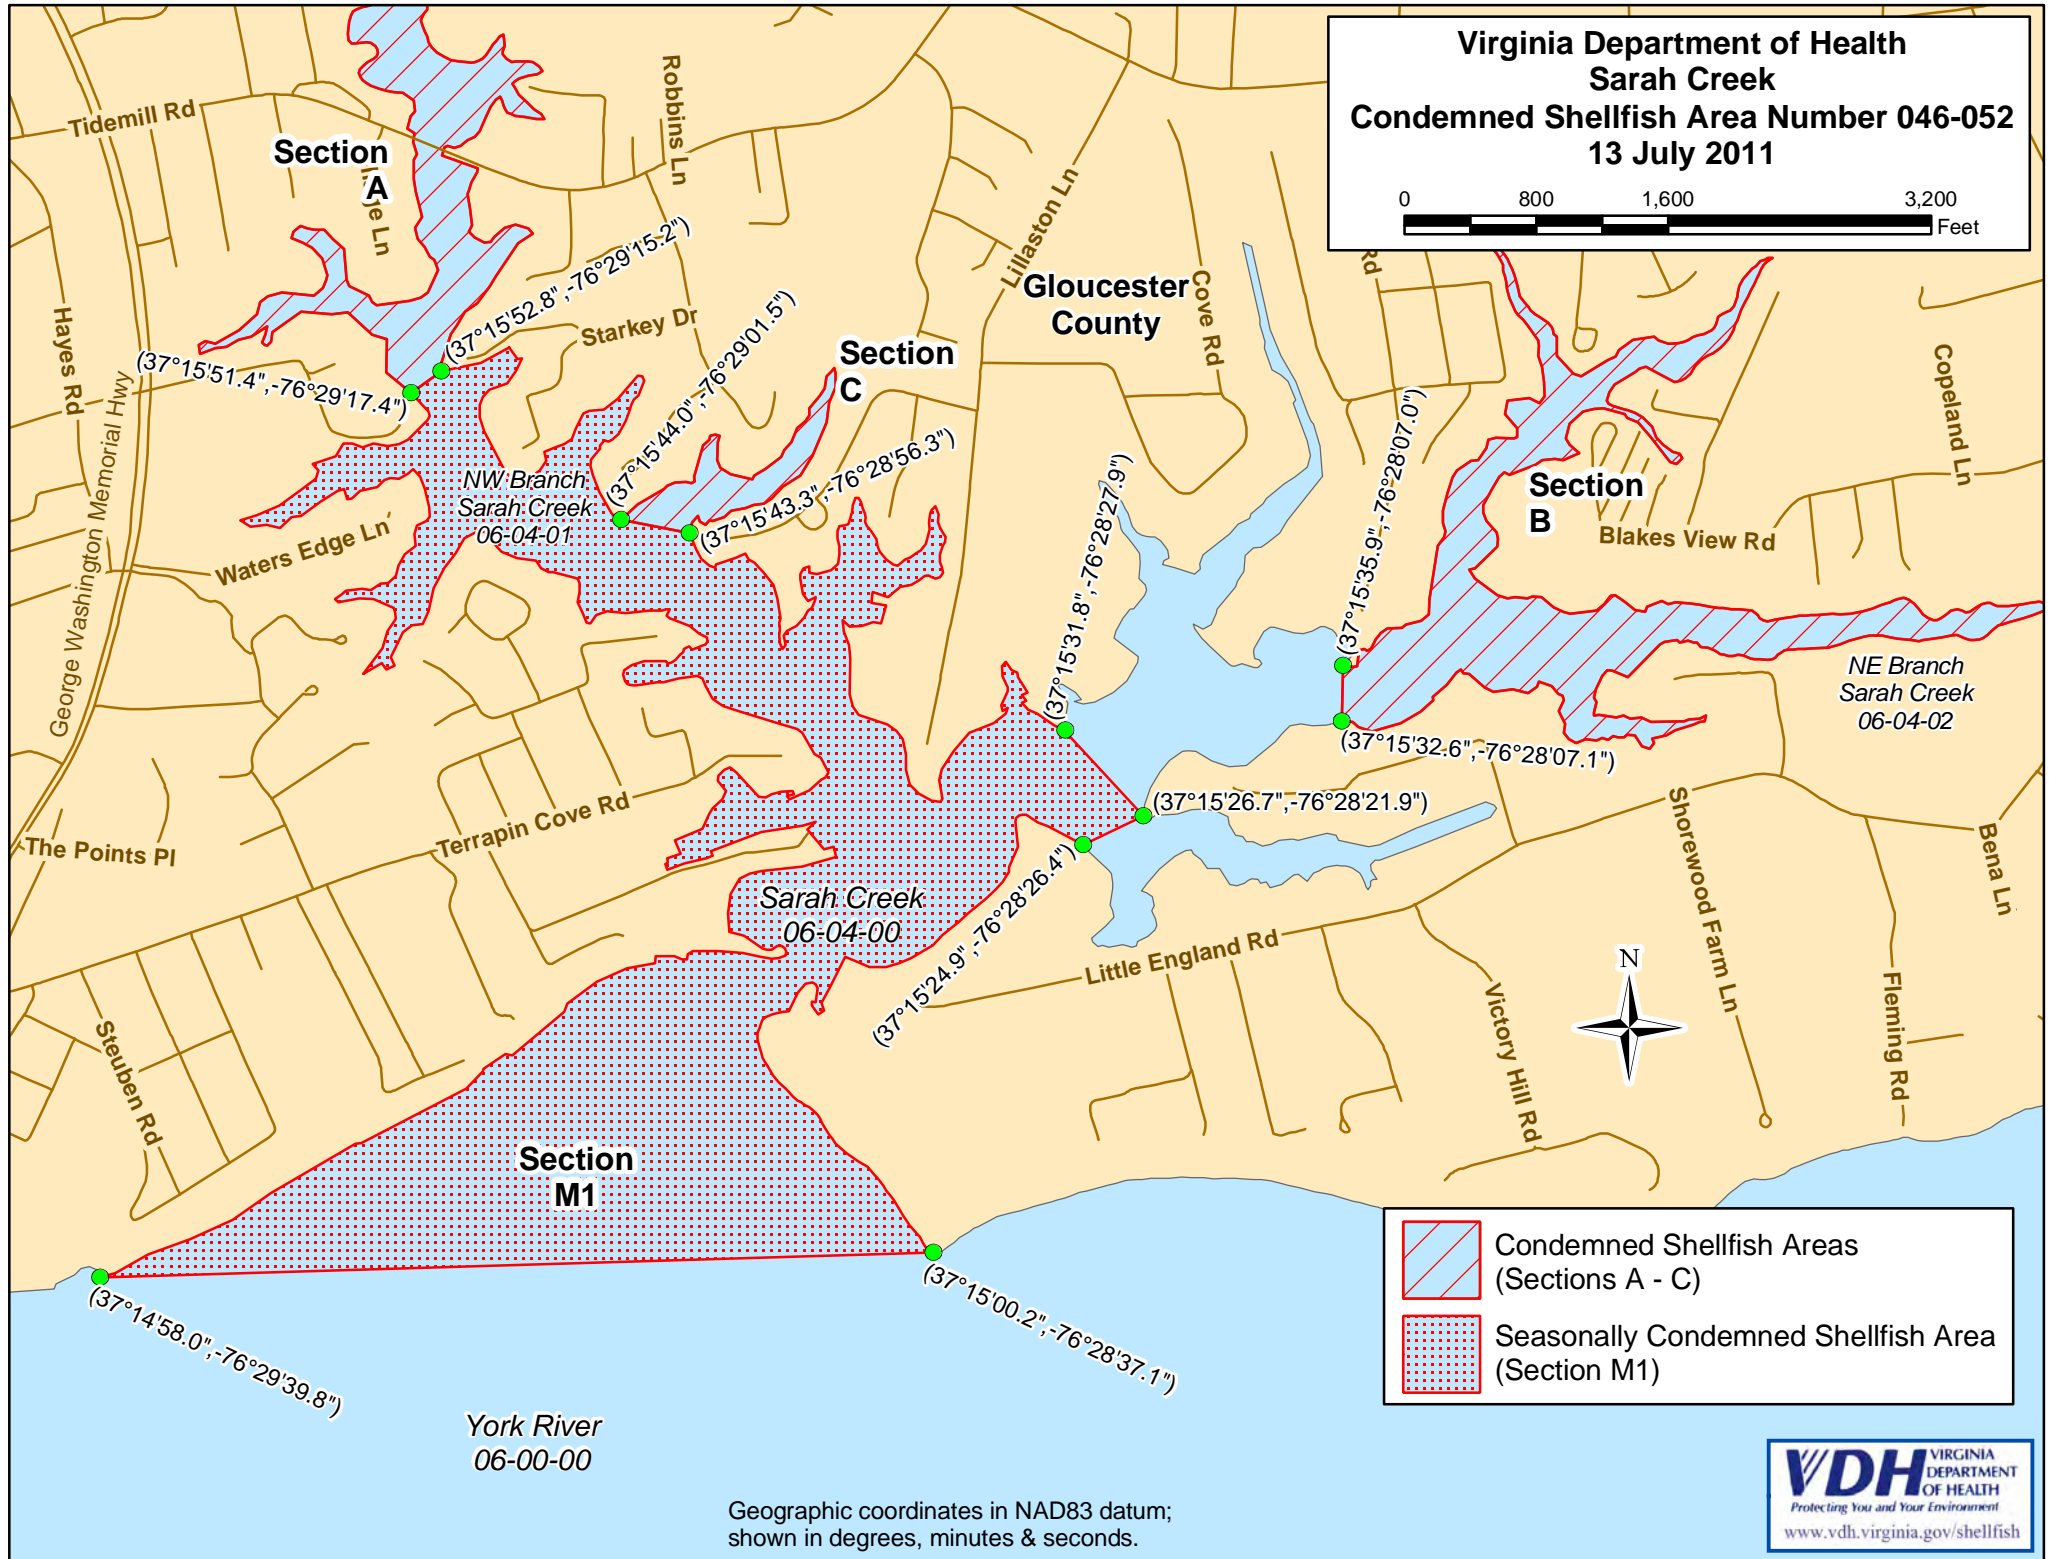 Virginia Department of Health
Sarah Creek
Condemned Shellfish Area Number 046-052
13 July 2011
0 800 1,600 3,200
Feet
Tidemill Rd
Robbins Ln
Section
A
Ln
Lillaston Ln
Rd
Gloucester
County
Cove Rd
Hayes Rd
(37°15'52.8",-76°29'15.2")
(37°15'51.4",-76°29'17.4")
Starkey Dr
(37°15'44.0",-76°29'01.5")
Section
C
(37°15'43.3",-76°28'56.3")
Copeland Ln
George Washington Memorial Hwy
NW Branch
Sarah Creek
06-04-01
Waters Edge Ln
(37°15'31.8",-76°28'27.9")
(37°15'35.9",-76°28'07.0")
Section
B
Blakes View Rd
NE Branch
Sarah Creek
06-04-02
(37°15'32.6",-76°28'07.1")
(37°15'26.7",-76°28'21.9")
(37°15'24.9",-76°28'26.4")
The Points Pl
Terrapin Cove Rd
Sarah Creek
06-04-00
Little England Rd
Shorewood Farm Ln
Bena Ln
Fleming Rd
Victory Hill Rd
N
Steuben Rd
Section
M1
(37°14'58.0",-76°29'39.8")
(37°15'00.2",-76°28'37.1")
York River
06-00-00
Condemned Shellfish Areas
(Sections A - C)
Seasonally Condemned Shellfish Area
(Section M1)
Geographic coordinates in NAD83 datum;
shown in degrees, minutes & seconds.
VDH
VIRGINIA
DEPARTMENT
OF HEALTH
Protecting You and Your Environment
www.vdh.virginia.gov/shellfish